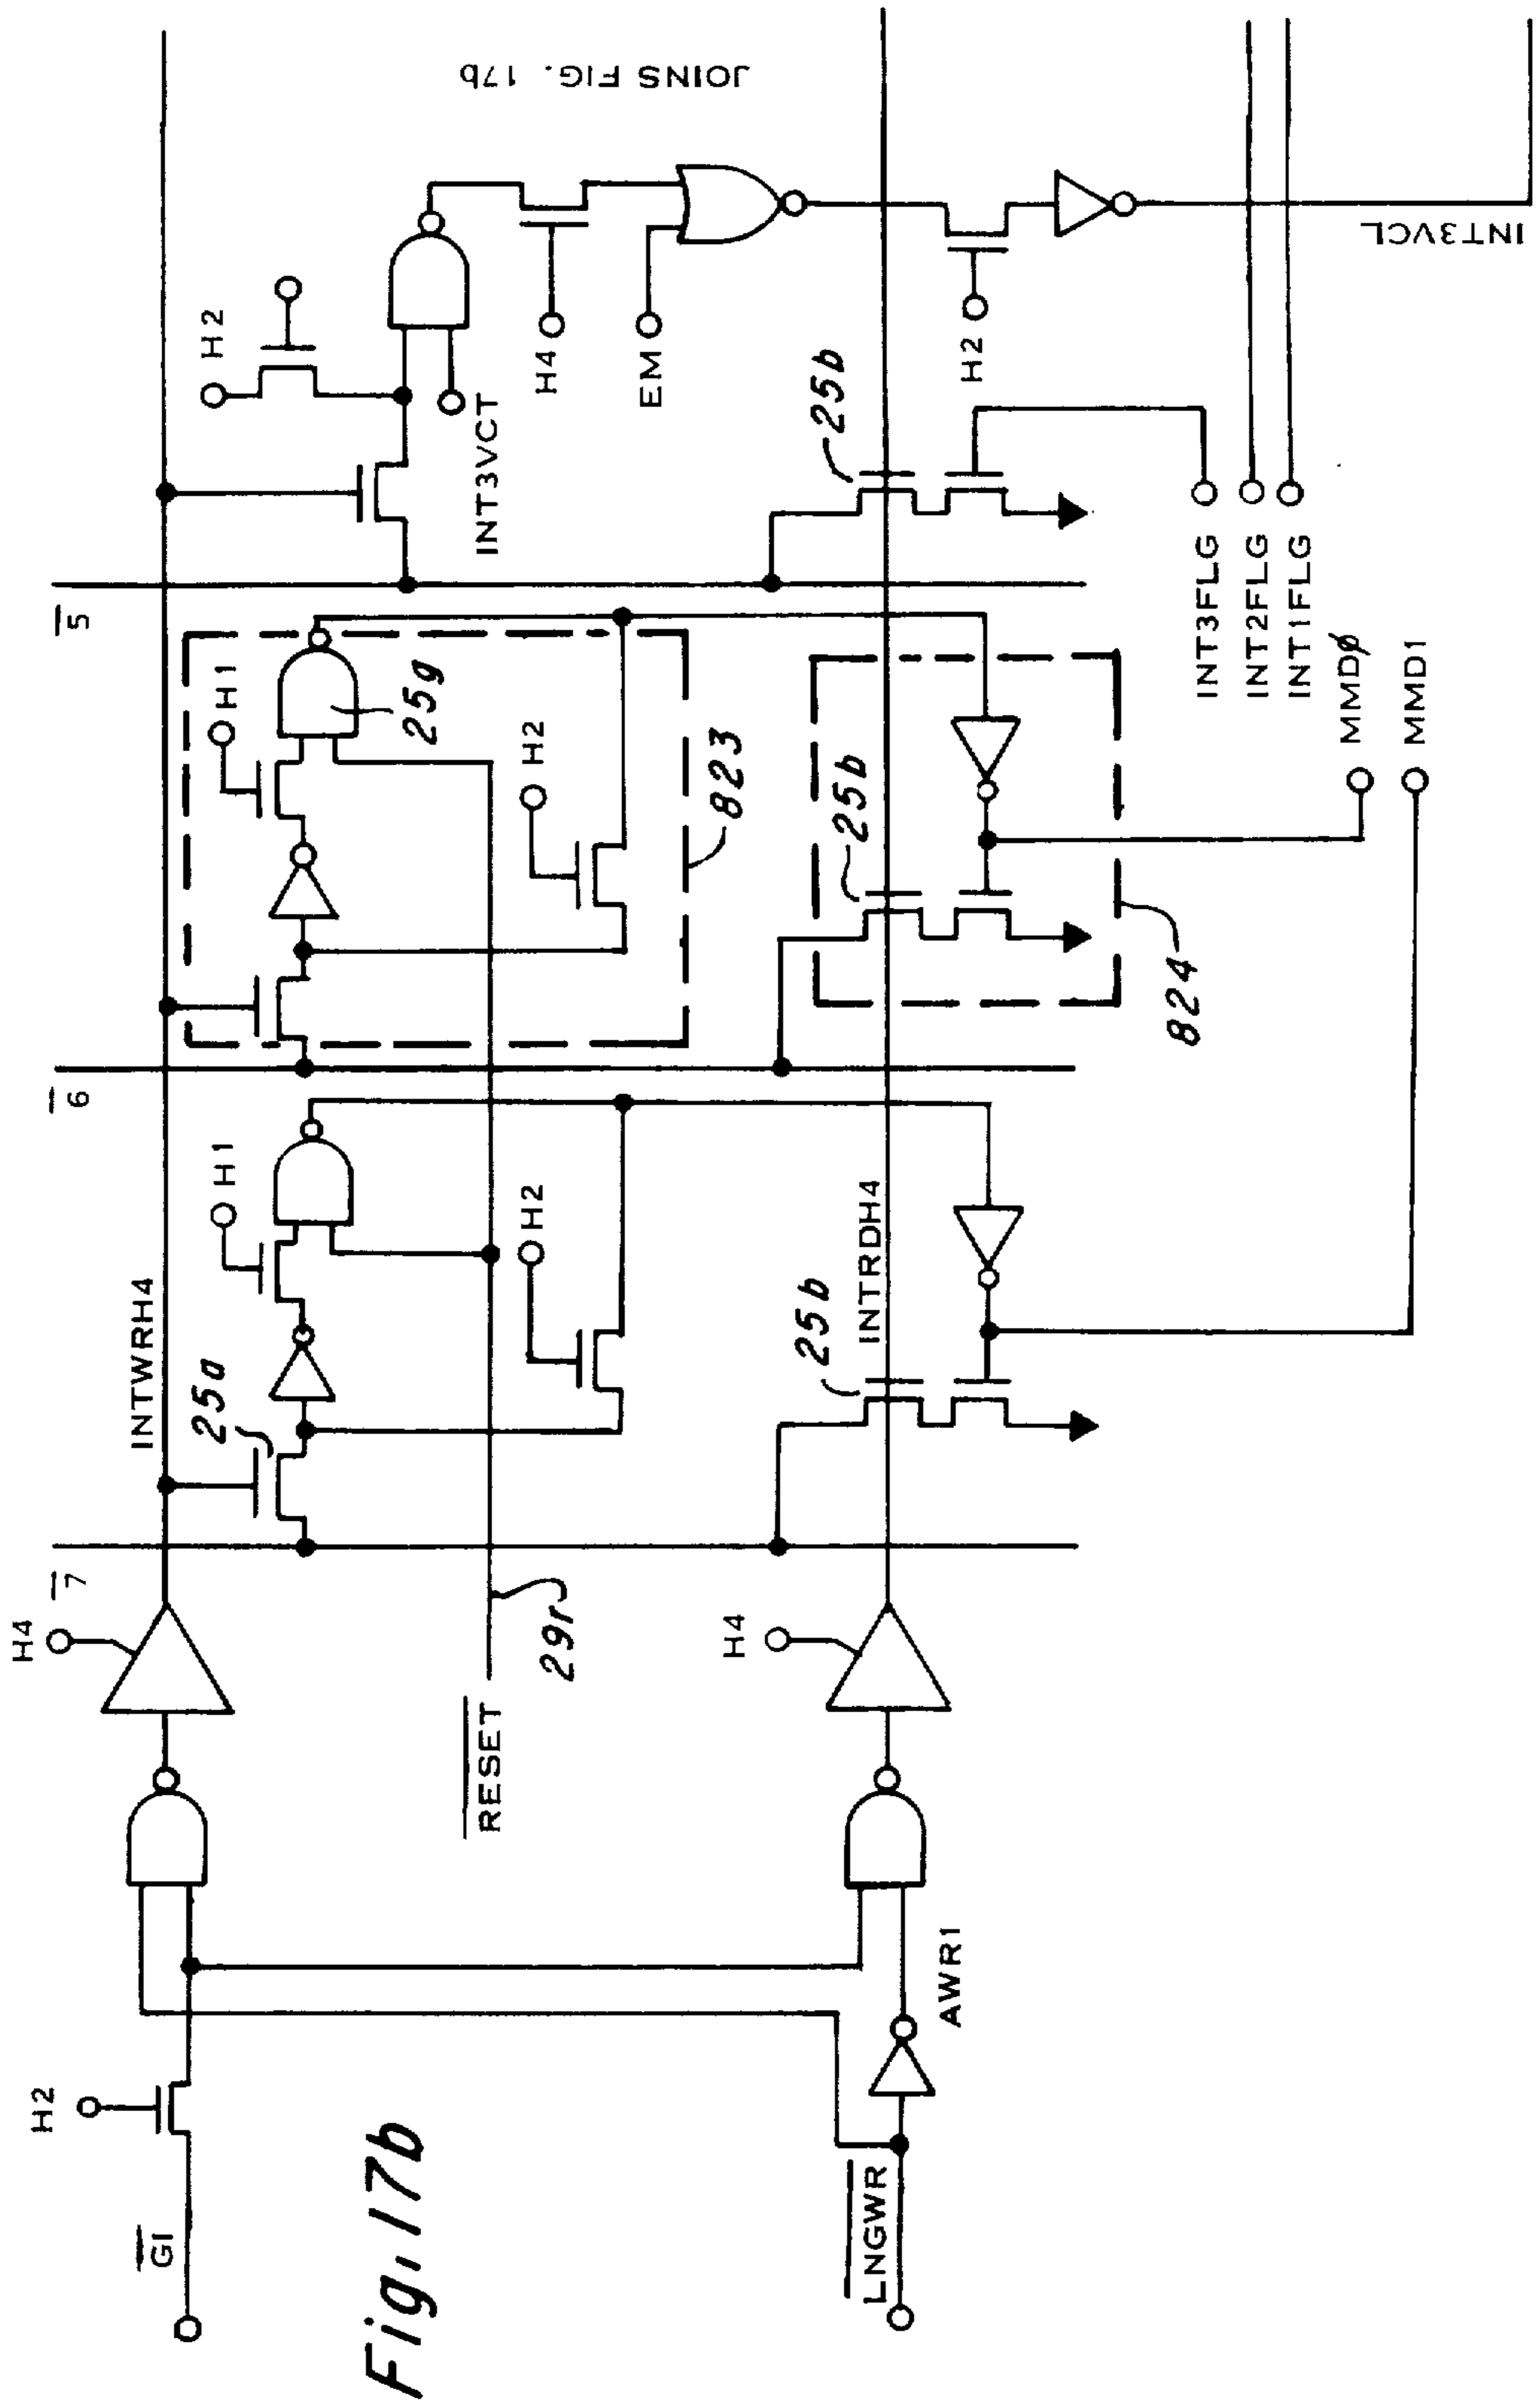 JOINS FIG. 17b
H2
5
INT3VCT
H4
EM
H2
25b
INT3VCL
H1
25g
H2
823
25b
824
INT3FLG
INT2FLG
INT1FLG
MMDØ
MMD1
6
H1
H2
INTWRH4
25a
INTRDH4
25b
7
H4
29r
H4
RESET
AWR1
H2
GI
LNGWR
Fig. 17b